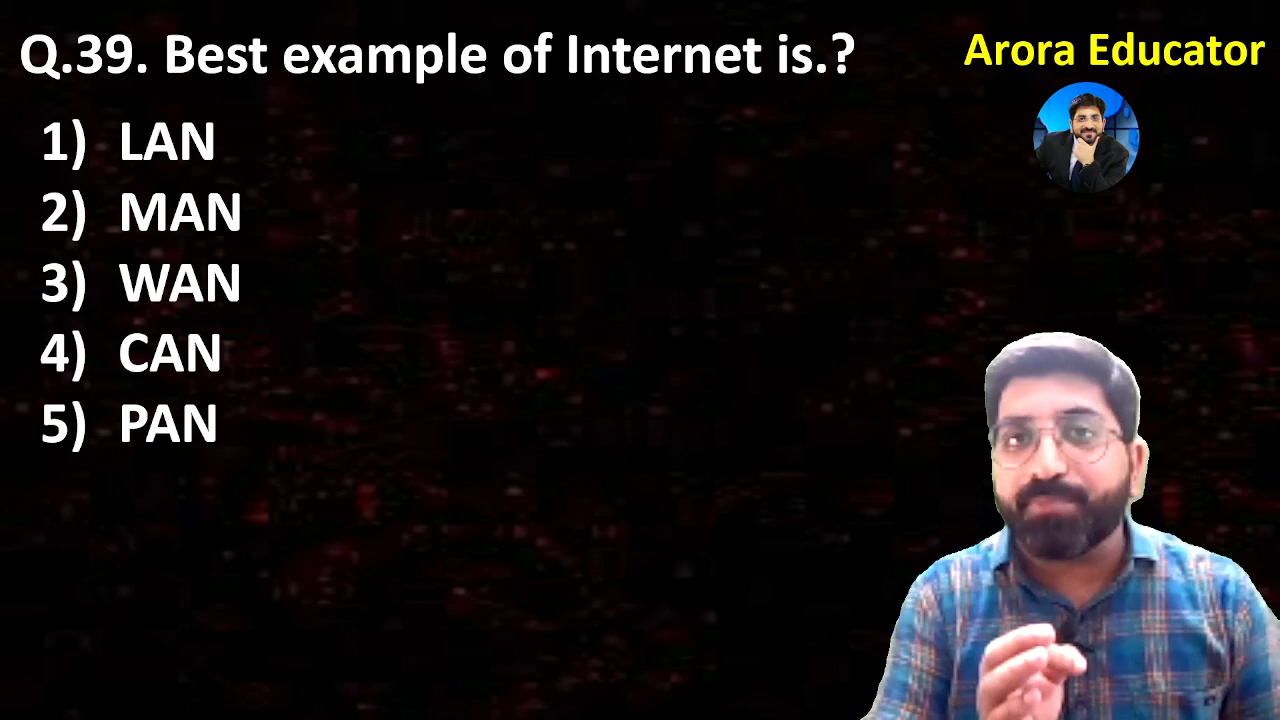 Q.39. Best example of Internet is.?
Arora Educator
1) LAN
2) MAN
3) WAN
4) CAN
5) PAN